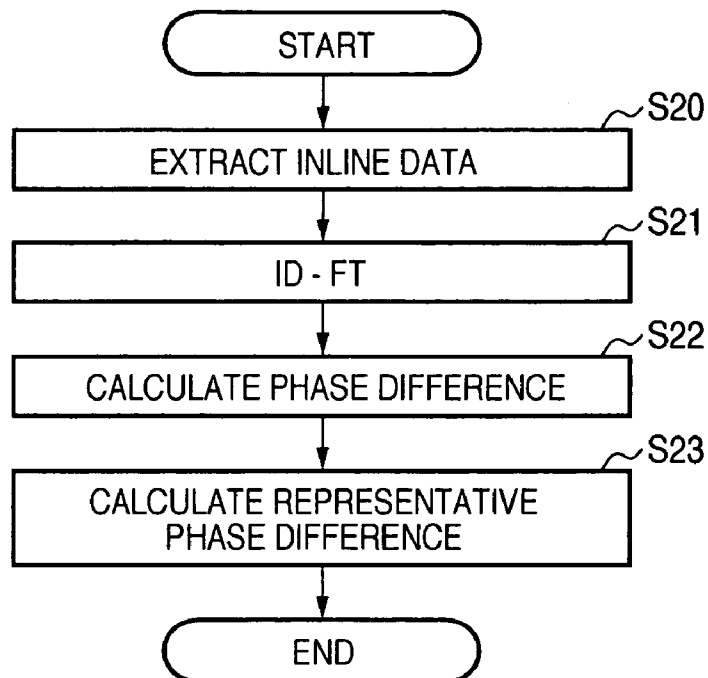 START
S20
EXTRACT INLINE DATA
S21
ID - FT
S22
CALCULATE PHASE DIFFERENCE
S23
CALCULATE REPRESENTATIVE
PHASE DIFFERENCE
END